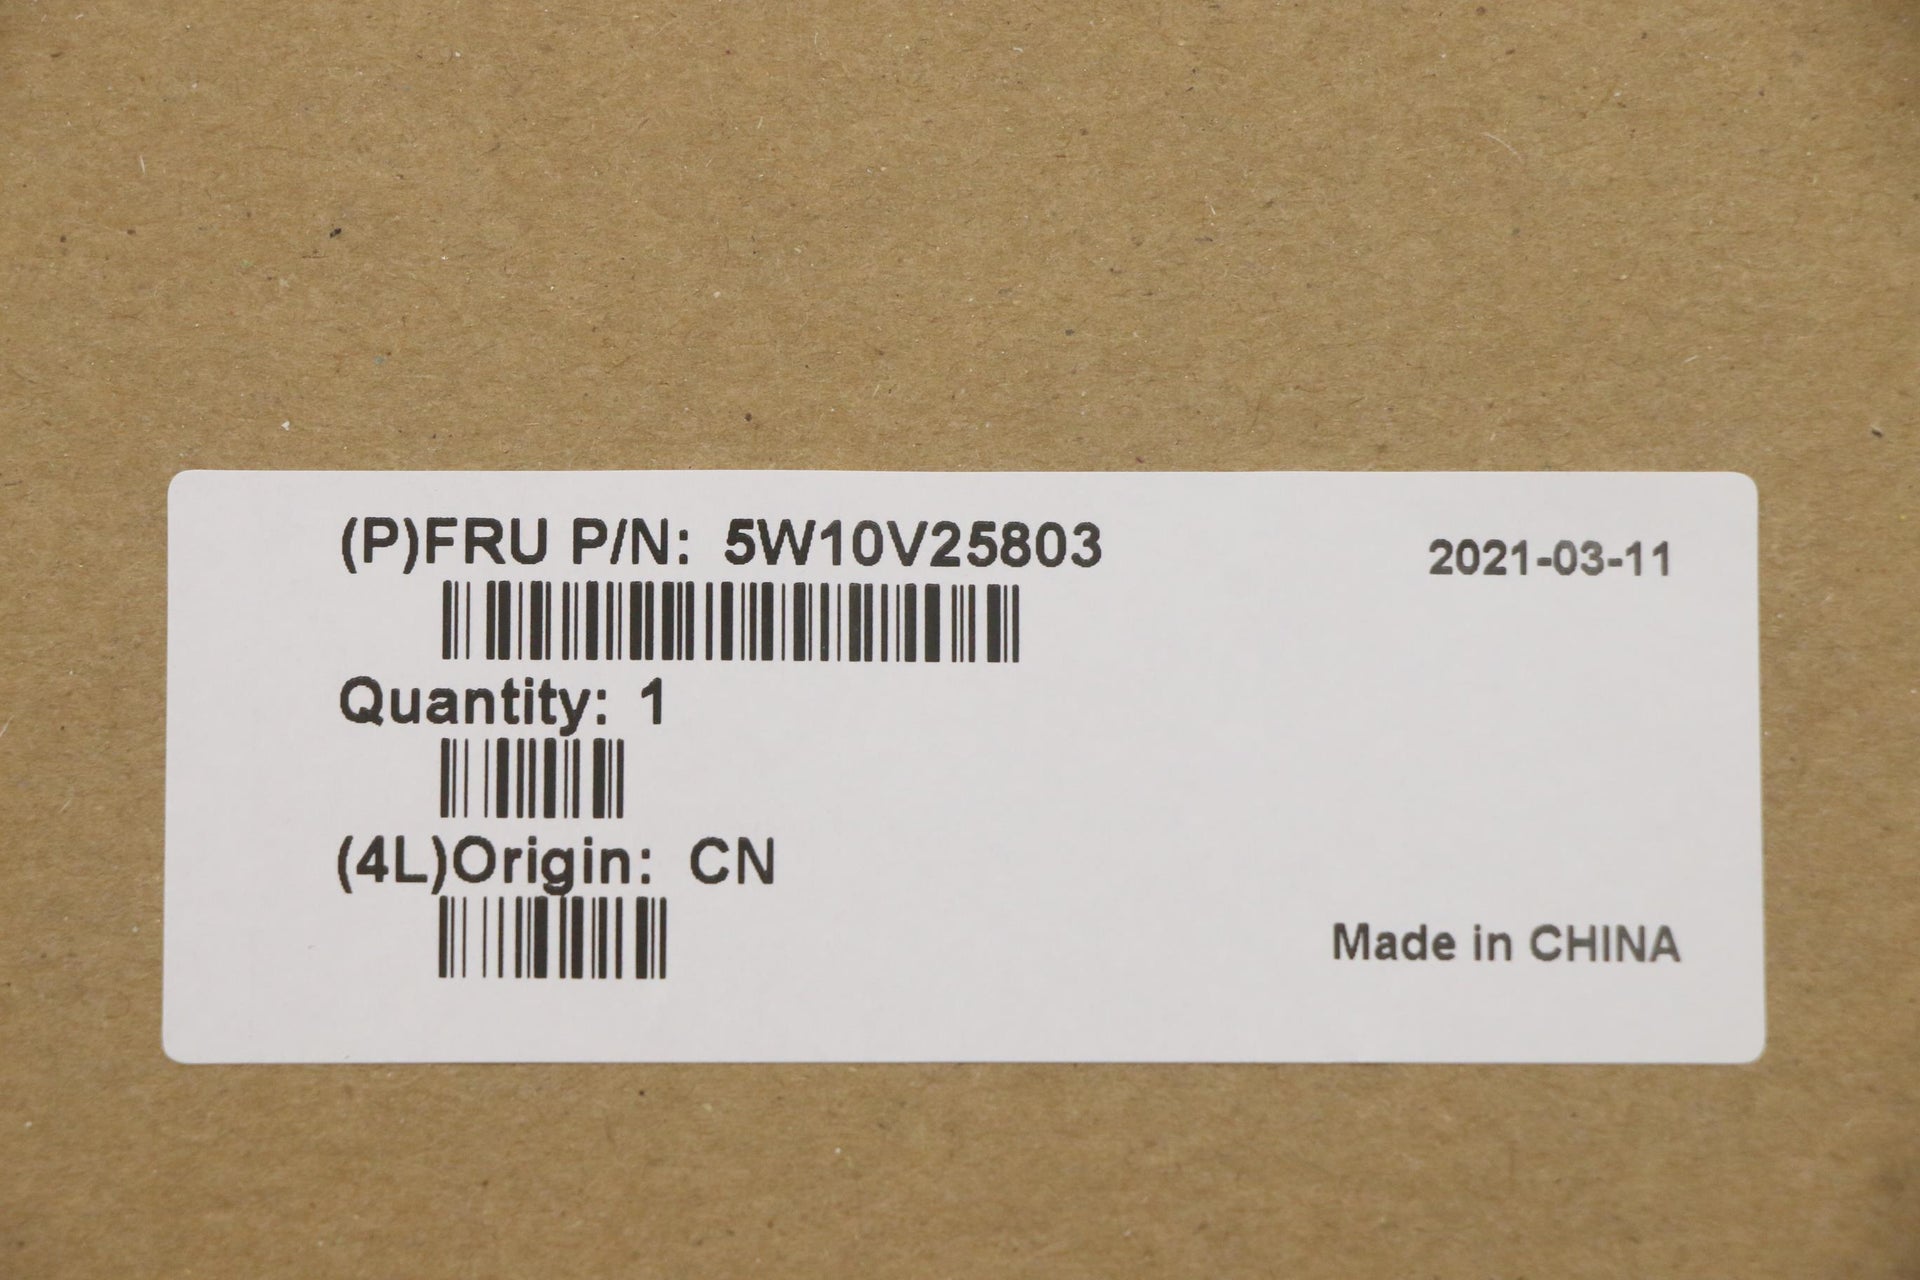 (P)FRU P/N: 5W10V25803
2021-03-11
Quantity: 1
(4L)Origin: CN
Made in CHINA